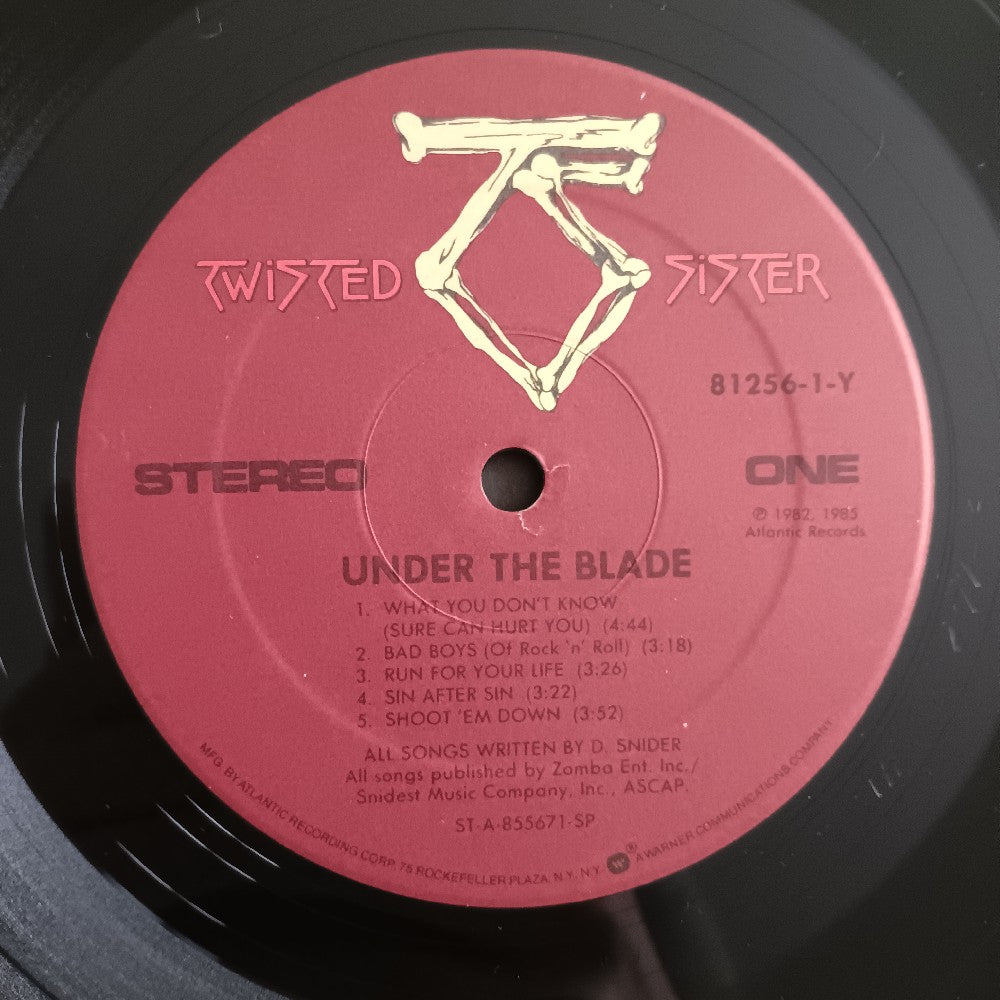 TWISTED SISTER
81256-1-Y
STEREO
ONE
℗ 1982, 1985
Atlantic Records
UNDER THE BLADE
1. WHAT YOU DON'T KNOW
(SURE CAN HURT YOU) (4:44)
2. BAD BOYS (Of Rock 'n' Roll) (3:18)
3. RUN FOR YOUR LIFE (3:26)
4. SIN AFTER SIN (3:22)
5. SHOOT 'EM DOWN (3:52)
ALL SONGS WRITTEN BY D. SNIDER
All songs published by Zomba Ent. Inc./
Snidest Music Company, Inc., ASCAP.
ST-A-855671-SP
MFG. BY ATLANTIC RECORDING CORP. 75 ROCKEFELLER PLAZA, N.Y., N.Y. ® A WARNER COMMUNICATIONS COMPANY